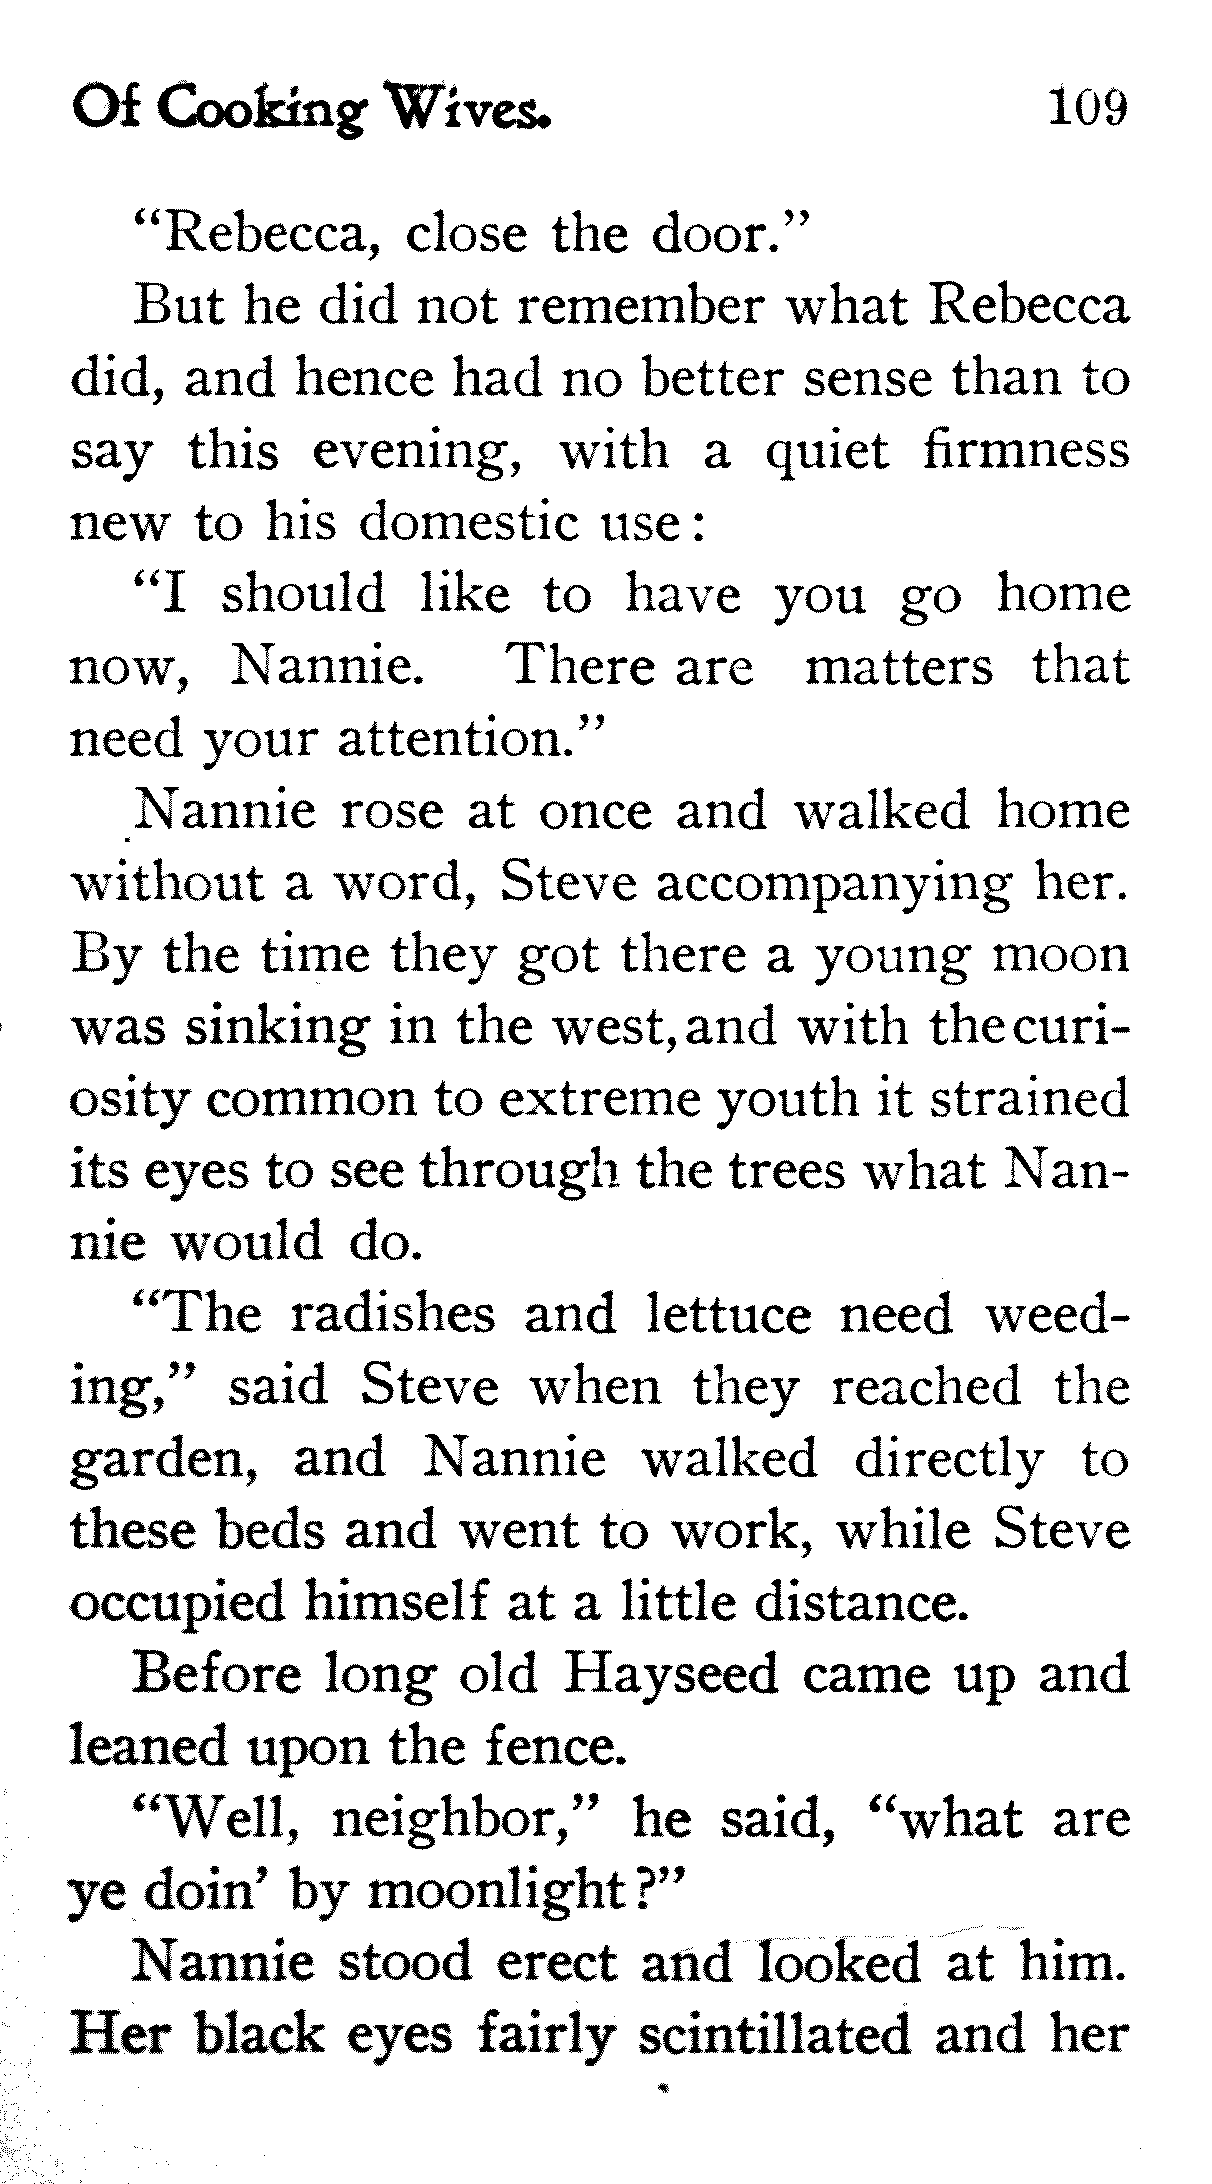 Of Cooking Wives. 109
“Rebecca, close the door.”
But he did not remember what Rebecca
did, and hence had no better sense than to
say this evening, with a quiet firmness
new to his domestic use:
“I should like to have you go home
now, Nannie. There are matters that
need your attention.”
Nannie rose at once and walked home
without a word, Steve accompanying her.
By the time they got there a young moon
was sinking in the west, and with the curi-
osity common to extreme youth it strained
its eyes to see through the trees what Nan-
nie would do.
“The radishes and lettuce need weed-
ing,” said Steve when they reached the
garden, and Nannie walked directly to
these beds and went to work, while Steve
occupied himself at a little distance.
Before long old Hayseed came up and
leaned upon the fence.
“Well, neighbor,” he said, “what are
ye doin’ by moonlight?”
Nannie stood erect and looked at him.
Her black eyes fairly scintillated and her